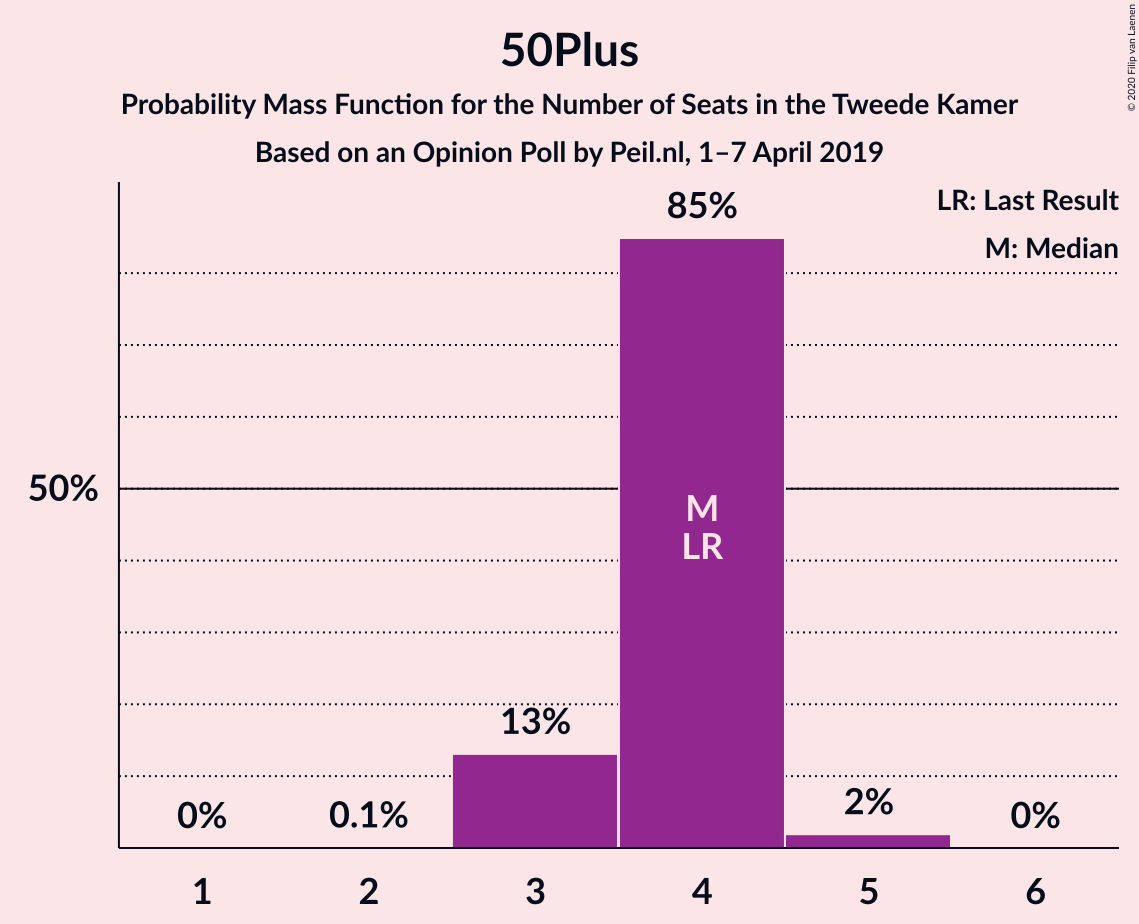 50Plus
Probability Mass Function for the Number of Seats in the Tweede Kamer
Based on an Opinion Poll by Peil.nl, 1–7 April 2019
© 2020 Filip van Laenen
LR: Last Result
M: Median
85%
50%
M
LR
13%
0%
0.1%
2%
0%
1
2
3
4
5
6